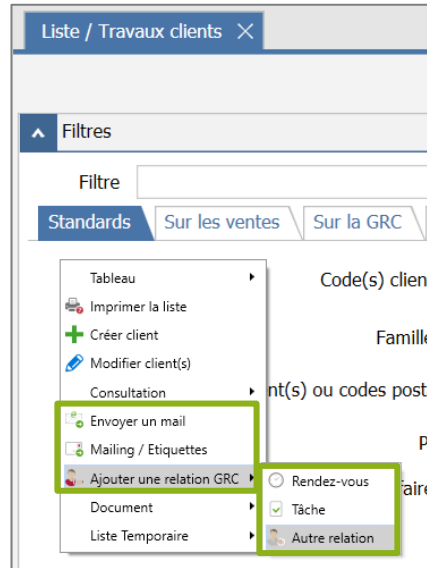 Liste / Travaux clients
Filtres
Filtre
Standards Sur les ventes Sur la GRC
Tableau
Code(s) clien
Imprimer la liste
Créer client
Famille
Modifier client(s)
Consultation
nt(s) ou codes post
Envoyer un mail
Mailing / Etiquettes
P
Ajouter une relation GRC
Rendez-vous
faire
Document
Tâche
Liste Temporaire
Autre relation